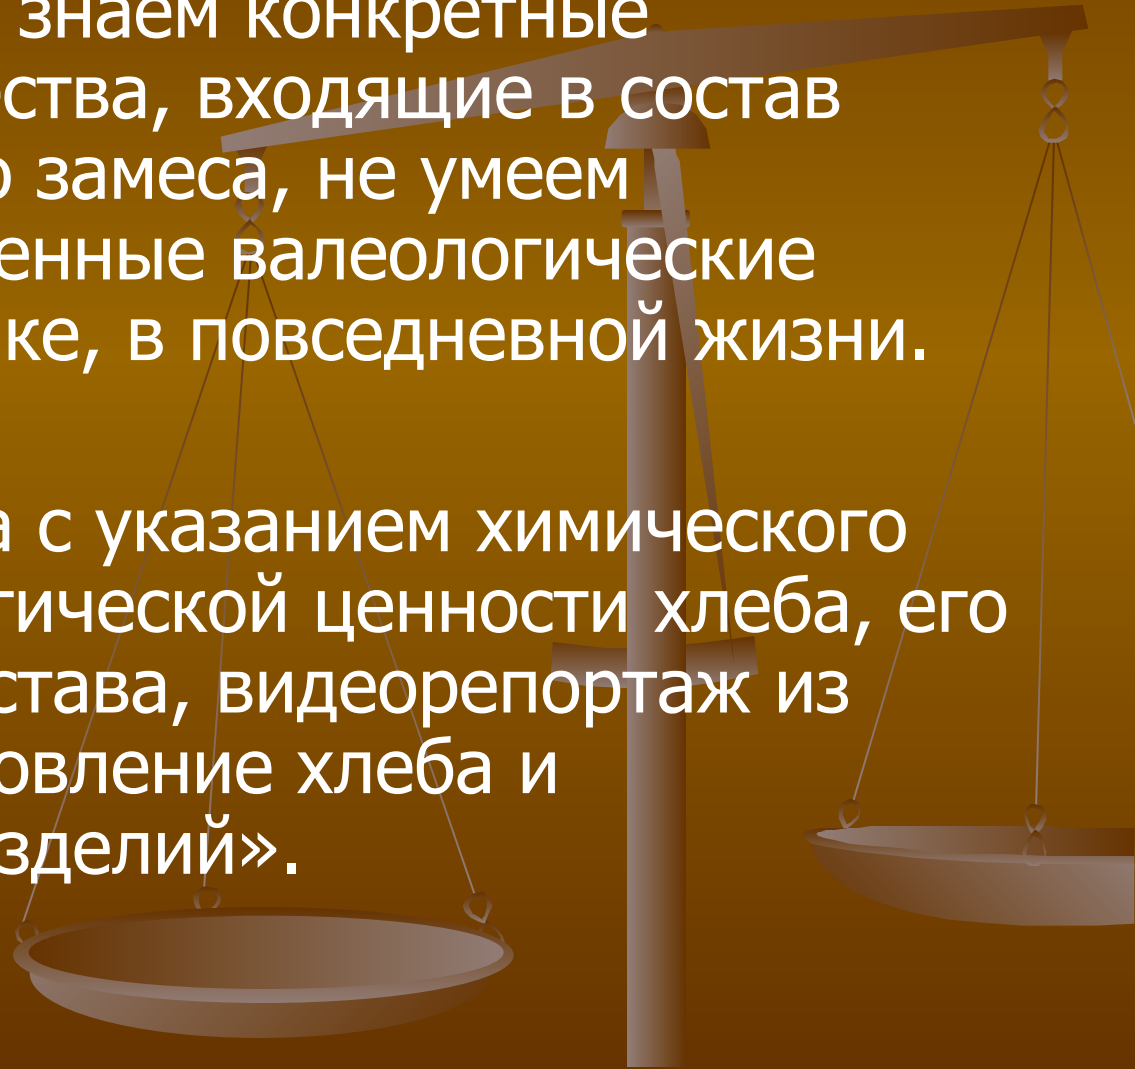 знаем конкретные
ства, входящие в состав
замеса, не умеем
енные валеологические
ке, в повседневной жизни.
с указанием химического
гической ценности хлеба, его
става, видеорепортаж из
овление хлеба и
зделий».